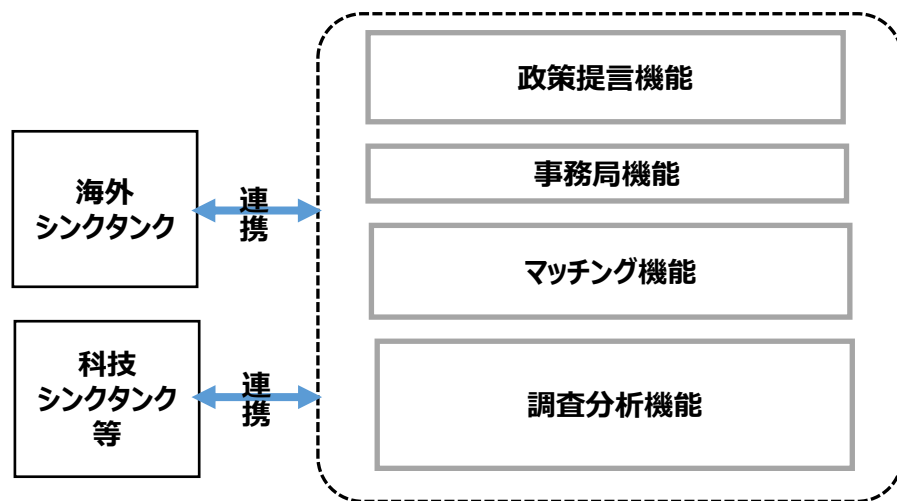 政策提言機能
事務局機能
マッチング機能
調査分析機能
海外
シンクタンク
連携
科技
シンクタンク
等
連携